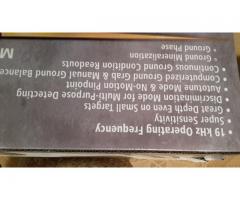 • 19 kHz Operating Frequency
• Super Sensitivity
• Great Depth on Even Small Targets
• Discrimination Mode for Multi-Purpose Detecting
• Autotune Mode & No-Motion Pinpoint
• Computerized Ground Grab & Manual Ground Balance
• Continuous Ground Condition Readouts
- Ground Mineralization
- Ground Phase
M